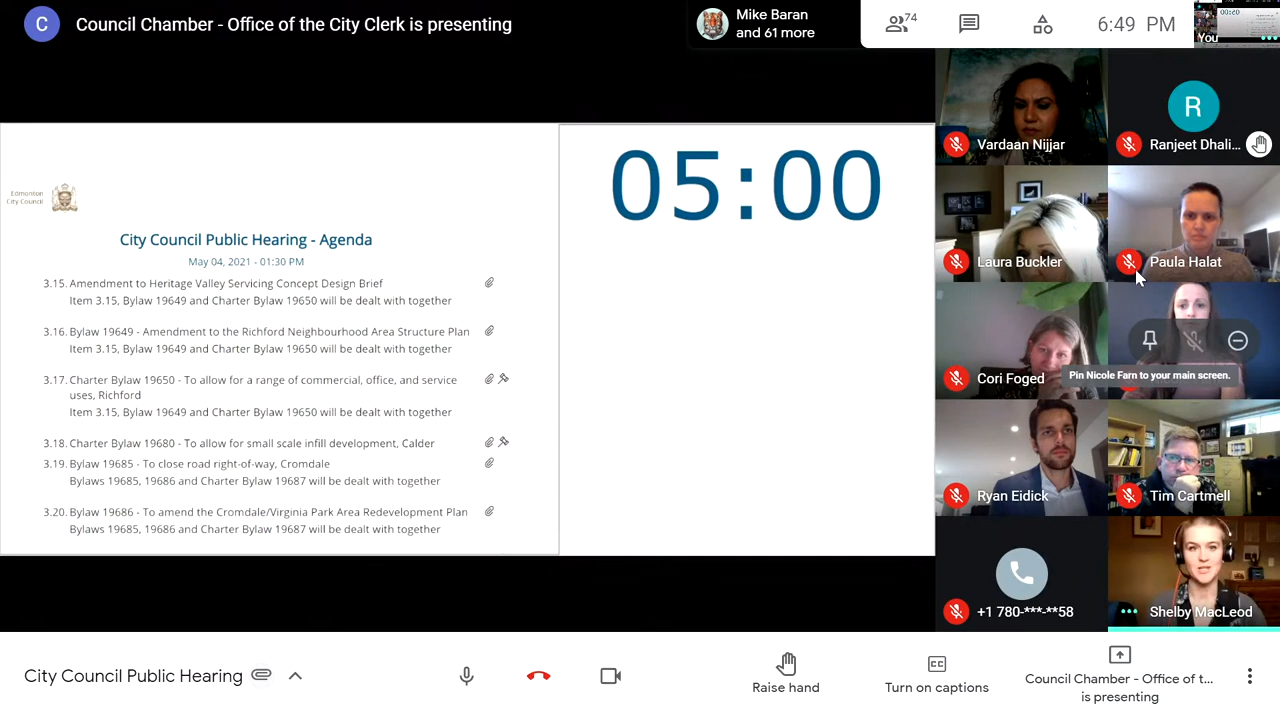 C Council Chamber - Office of the City Clerk is presenting
Mike Baran
and 61 more
74
6:49 PM
00:50
You
Edmonton
City Council
City Council Public Hearing - Agenda
May 04, 2021 - 01:30 PM
3.15. Amendment to Heritage Valley Servicing Concept Design Brief
Item 3.15, Bylaw 19649 and Charter Bylaw 19650 will be dealt with together
3.16. Bylaw 19649 - Amendment to the Richford Neighbourhood Area Structure Plan
Item 3.15, Bylaw 19649 and Charter Bylaw 19650 will be dealt with together
3.17. Charter Bylaw 19650 - To allow for a range of commercial, office, and service
uses, Richford
Item 3.15, Bylaw 19649 and Charter Bylaw 19650 will be dealt with together
3.18. Charter Bylaw 19680 - To allow for small scale infill development, Calder
3.19. Bylaw 19685 - To close road right-of-way, Cromdale
Bylaws 19685, 19686 and Charter Bylaw 19687 will be dealt with together
3.20. Bylaw 19686 - To amend the Cromdale/Virginia Park Area Redevelopment Plan
Bylaws 19685, 19686 and Charter Bylaw 19687 will be dealt with together
05:00
Vardaan Nijjar
R
Ranjeet Dhali...
Laura Buckler
Paula Halat
Cori Foged
Pin Nicole Farn to your main screen.
Ryan Eidick
Tim Cartmell
+1 780-***-**58
Shelby MacLeod
City Council Public Hearing
Raise hand
CC
Turn on captions
Council Chamber - Office of t...
is presenting